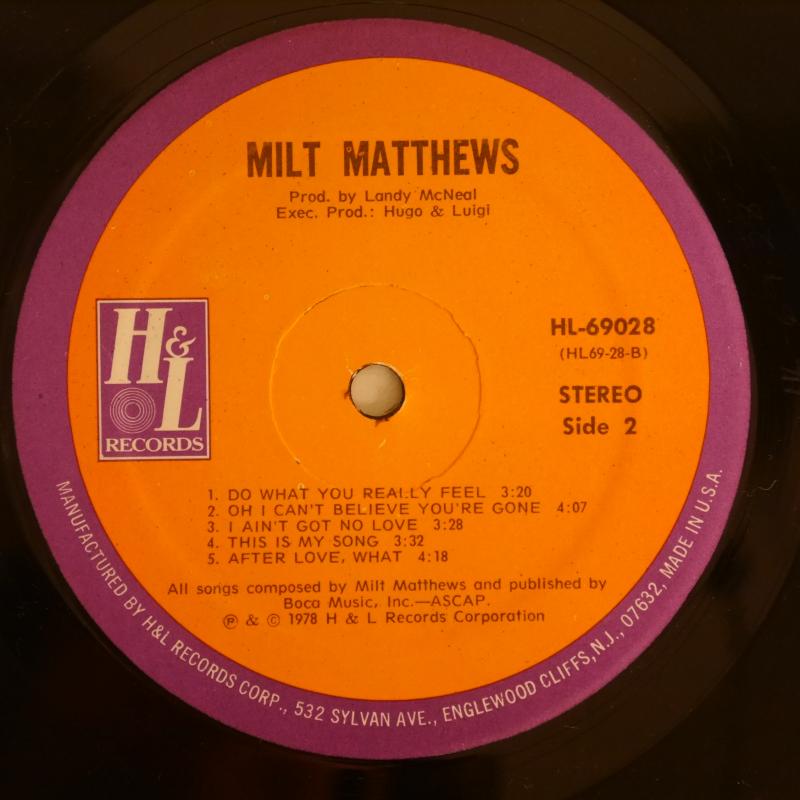 MILT MATTHEWS
Prod. by Landy McNeal
Exec. Prod.: Hugo & Luigi
H&L
RECORDS
HL-69028
(HL69-28-B)
STEREO
Side 2
1. DO WHAT YOU REALLY FEEL 3:20
2. OH I CAN'T BELIEVE YOU'RE GONE 4:07
3. I AIN'T GOT NO LOVE 3:28
4. THIS IS MY SONG 3:32
5. AFTER LOVE, WHAT 4:18
All songs composed by Milt Matthews and published by
Boca Music, Inc.—ASCAP.
℗ & © 1978 H & L Records Corporation
MANUFACTURED BY H&L RECORDS CORP., 532 SYLVAN AVE., ENGLEWOOD CLIFFS, N.J., 07632, MADE IN U.S.A.